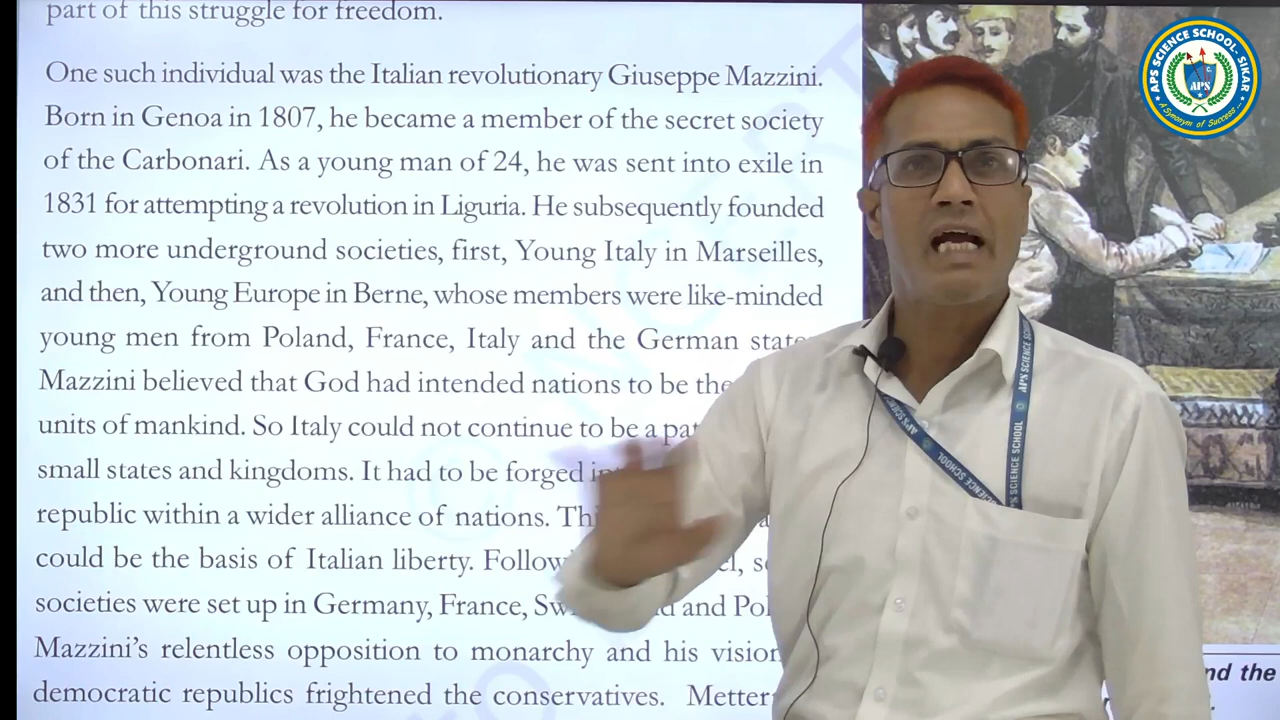 part of this struggle for freedom.
One such individual was the Italian revolutionary Giuseppe Mazzini.
Born in Genoa in 1807, he became a member of the secret society
of the Carbonari. As a young man of 24, he was sent into exile in
1831 for attempting a revolution in Liguria. He subsequently founded
two more underground societies, first, Young Italy in Marseilles,
and then, Young Europe in Berne, whose members were like-minded
young men from Poland, France, Italy and the German
Mazzini believed that God had intended nations to be the
units of mankind. So Italy could not continue to be a
small states and kingdoms. It had to be forged
republic within a wider alliance of nations.
could be the basis of Italian liberty.
societies were set up in Germany, France, and
Mazzini's relentless opposition to monarchy and his vision
democratic republics frightened the conservatives.
APS SCIENCE SCHOOL-SIKAR
APS
A Synonym of Success
APS SCIENCE SCHOOL
and the